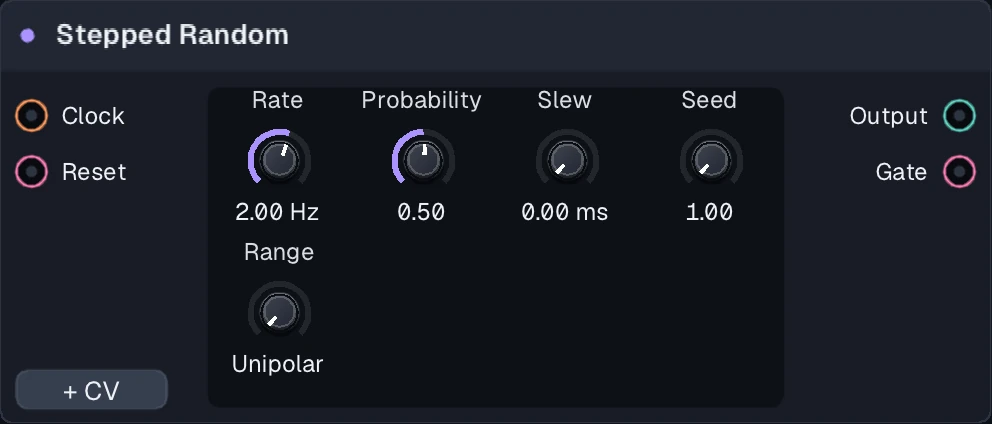 Stepped Random
Clock
Reset
Rate Probability Slew Seed
2.00 Hz 0.50 0.00 ms 1.00
Range
Unipolar
Output
Gate
+ CV